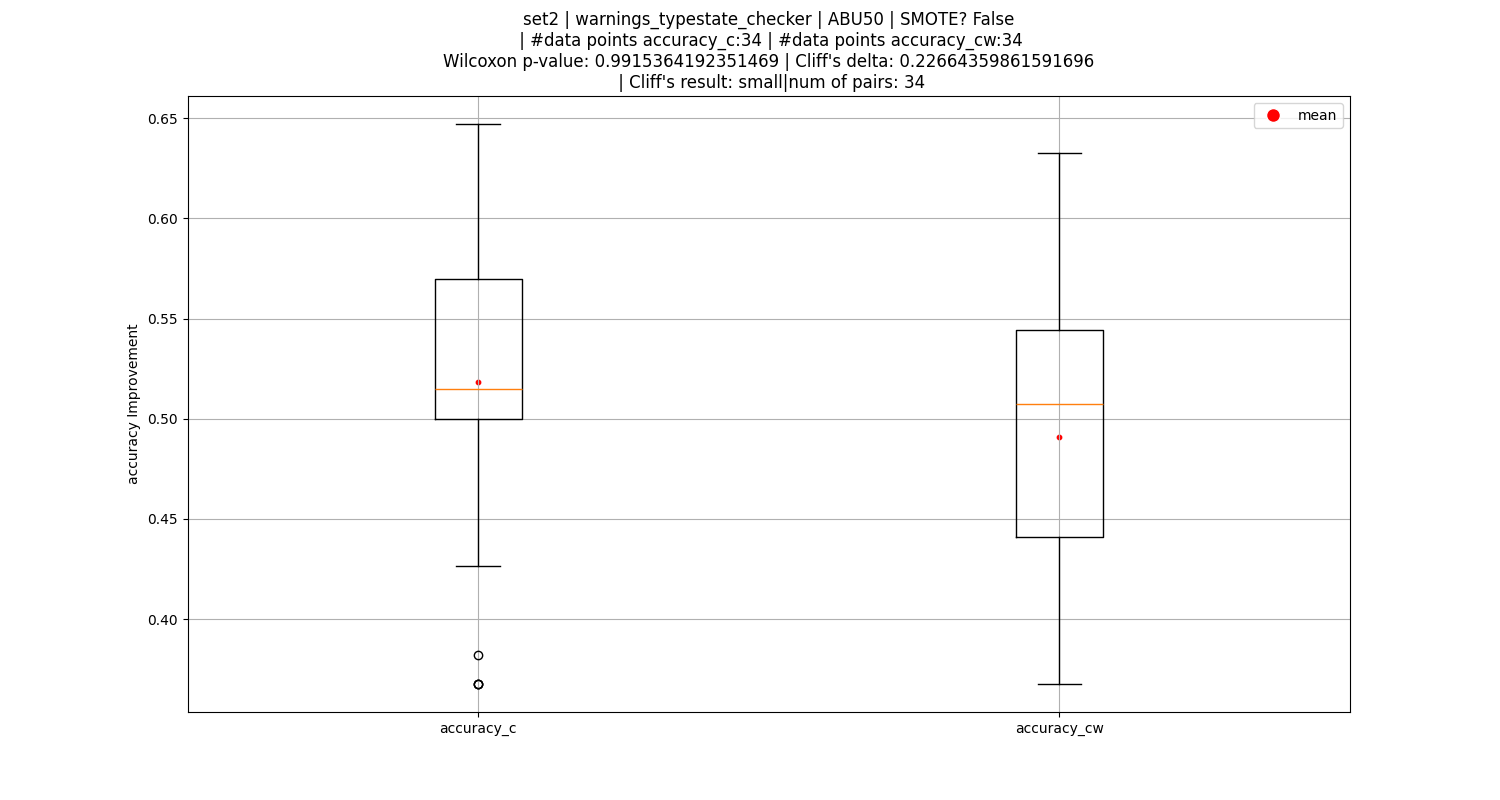 set2 | warnings_typestate_checker | ABU50 | SMOTE? False
| #data points accuracy_c:34 | #data points accuracy_cw:34
Wilcoxon p-value: 0.9915364192351469 | Cliff's delta: 0.22664359861591696
| Cliff's result: small|num of pairs: 34
mean
0.65
0.60
0.55
0.50
0.45
0.40
accuracy Improvement
accuracy_c
accuracy_cw